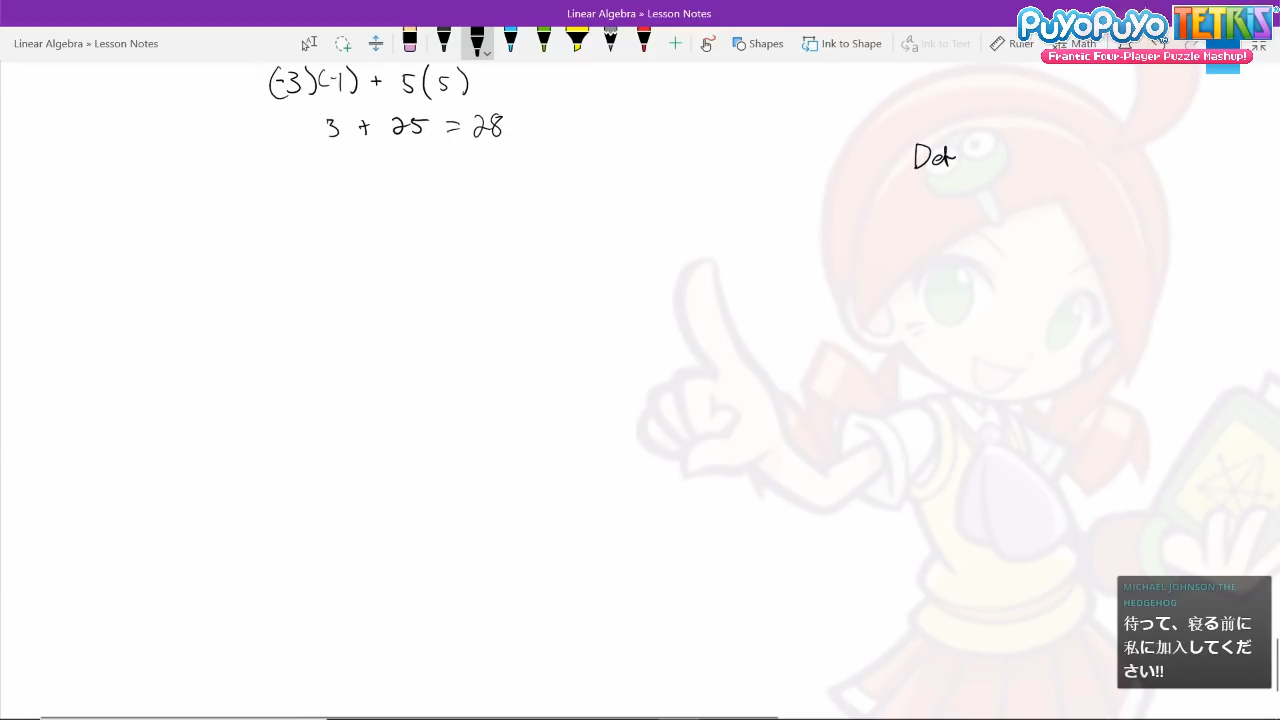 Linear Algebra » Lesson Notes
PUYOPUYO TETRIS
Linear Algebra » Lesson Notes
Shapes
Ink to Shape
Ink to Text
Ruler
Math
Frantic Four-Player Puzzle Mashup!
(-3)(-1) + 5(5)
3 + 25 = 28
Det
MICHAEL JOHNSON THE
HEDGEHOG
待って、寝る前に
私に加入してくだ
さい!!